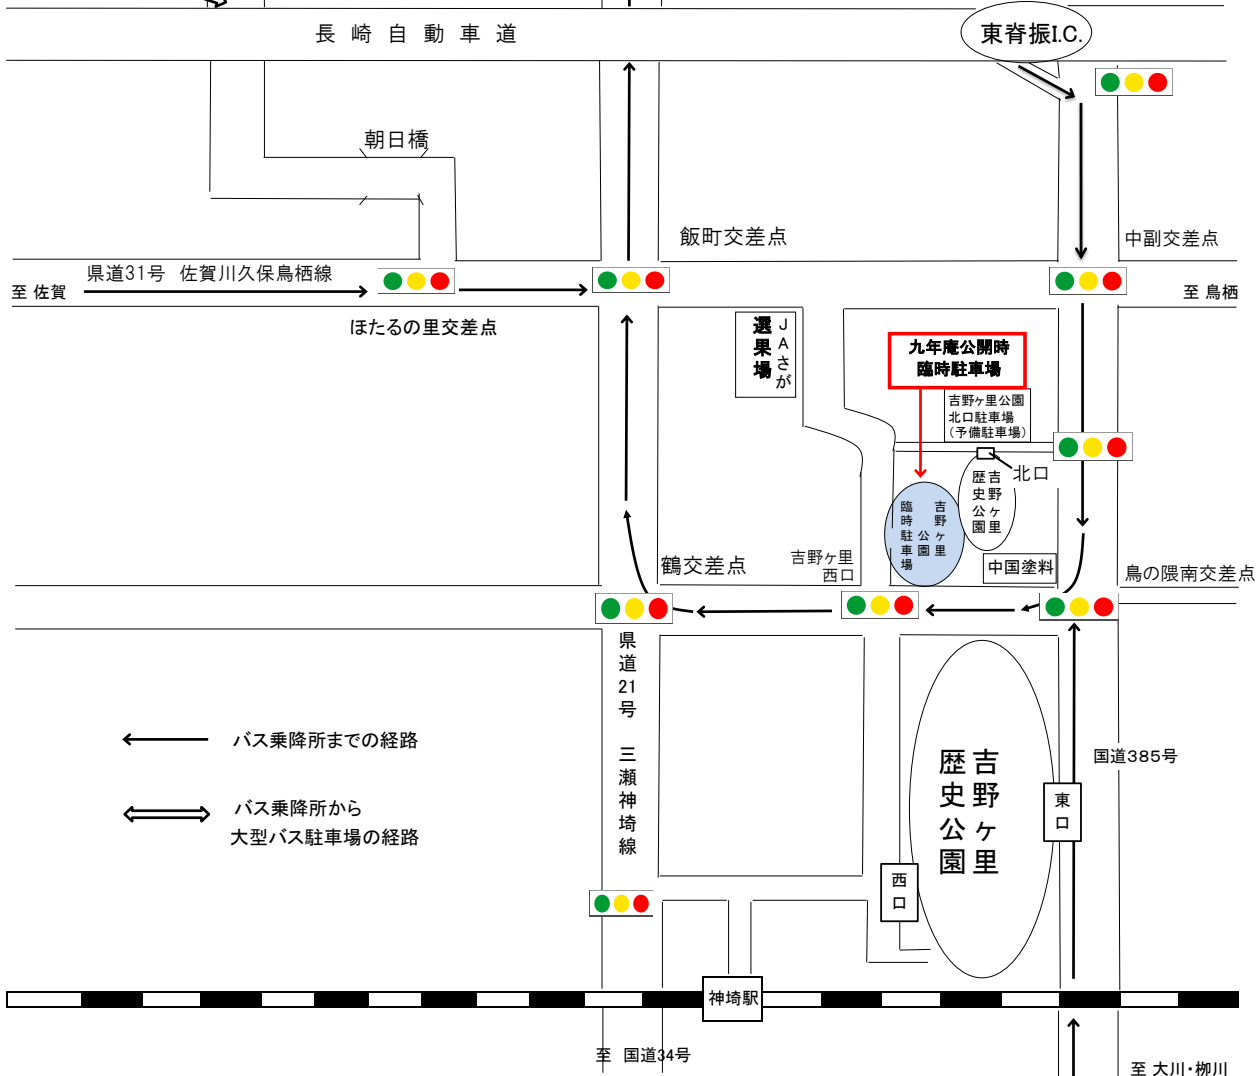 長崎自動車道
東脊振I.C.
朝日橋
飯町交差点
中副交差点
県道31号 佐賀川久保鳥栖線
至 佐賀
至 鳥栖
ほたるの里交差点
JAさが
選果場
九年庵公開時
臨時駐車場
吉野ヶ里公園
北口駐車場
(予備駐車場)
北口
吉野ヶ里
歴史公園
吉野ヶ里
公園
臨時駐車場
中国塗料
鶴交差点
吉野ヶ里
西口
鳥の隈南交差点
県道21号 三瀬神埼線
バス乗降所までの経路
バス乗降所から
大型バス駐車場の経路
吉野ヶ里
歴史公園
国道385号
東口
西口
神埼駅
至 国道34号
至 大川・柳川